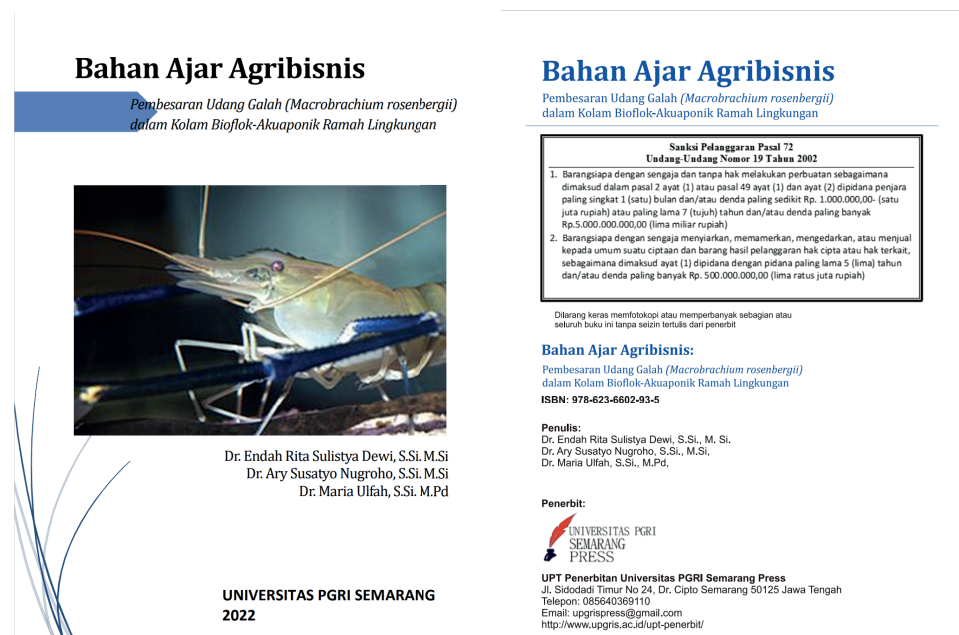 Bahan Ajar Agribisnis
Pembesaran Udang Galah (Macrobrachium rosenbergii)
dalam Kolam Bioflok-Akuaponik Ramah Lingkungan
Dr. Endah Rita Sulistya Dewi, S.Si. M.Si
Dr. Ary Susatyo Nugroho, S.Si. M.Si
Dr. Maria Ulfah, S.Si. M.Pd
UNIVERSITAS PGRI SEMARANG
2022
Bahan Ajar Agribisnis
Pembesaran Udang Galah (Macrobrachium rosenbergii)
dalam Kolam Bioflok-Akuaponik Ramah Lingkungan
Sanksi Pelanggaran Pasal 72
Undang-Undang Nomor 19 Tahun 2002
1. Barangsiapa dengan sengaja dan tanpa hak melakukan perbuatan sebagaimana
dimaksud dalam pasal 2 ayat (1) atau pasal 49 ayat (1) dan ayat (2) dipidana penjara
paling singkat 1 (satu) bulan dan/atau denda paling sedikit Rp. 1.000.000,00- (satu
juta rupiah) atau paling lama 7 (tujuh) tahun dan/atau denda paling banyak
Rp.5.000.000.000,00 (lima miliar rupiah)
2. Barangsiapa dengan sengaja menyiarkan, memamerkan, mengedarkan, atau menjual
kepada umum suatu ciptaan dan barang hasil pelanggaran hak cipta atau hak terkait,
sebagaimana dimaksud ayat (1) dipidana dengan pidana paling lama 5 (lima) tahun
dan/atau denda paling banyak Rp. 500.000.000,00 (lima ratus juta rupiah)
Dilarang keras memfotokopi atau memperbanyak sebagian atau
seluruh buku ini tanpa seizin tertulis dari penerbit
Bahan Ajar Agribisnis:
Pembesaran Udang Galah (Macrobrachium rosenbergii)
dalam Kolam Bioflok-Akuaponik Ramah Lingkungan
ISBN: 978-623-6602-93-5
Penulis:
Dr. Endah Rita Sulistya Dewi, S.Si., M. Si.
Dr. Ary Susatyo Nugroho, S.Si., M.Si,
Dr. Maria Ulfah, S.Si., M.Pd,
Penerbit:
UNIVERSITAS PGRI
SEMARANG
PRESS
UPT Penerbitan Universitas PGRI Semarang Press
Jl. Sidodadi Timur No 24, Dr. Cipto Semarang 50125 Jawa Tengah
Telepon: 085640369110
Email: upgrispress@gmail.com
http://www.upgris.ac.id/upt-penerbit/